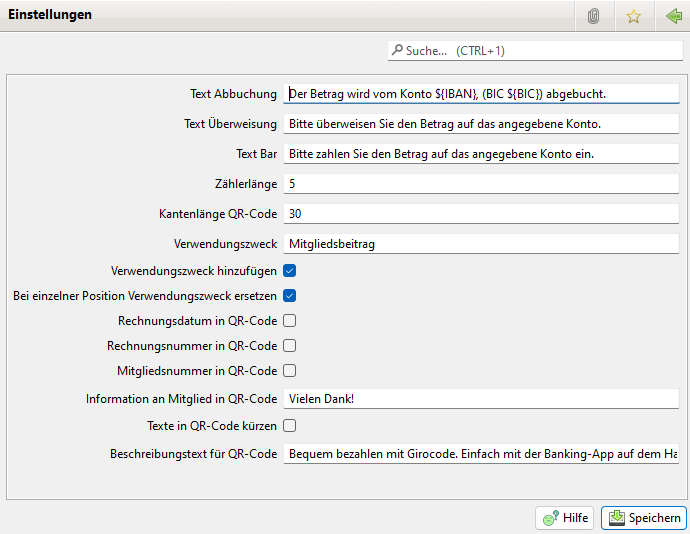 Einstellungen
Suche... (CTRL+1)
Text Abbuchung Der Betrag wird vom Konto ${IBAN}, (BIC ${BIC}) abgebucht.
Text Überweisung Bitte überweisen Sie den Betrag auf das angegebene Konto.
Text Bar Bitte zahlen Sie den Betrag auf das angegebene Konto ein.
Zählerlänge 5
Kantenlänge QR-Code 30
Verwendungszweck Mitgliedsbeitrag
Verwendungszweck hinzufügen
Bei einzelner Position Verwendungszweck ersetzen
Rechnungsdatum in QR-Code
Rechnungsnummer in QR-Code
Mitgliedsnummer in QR-Code
Information an Mitglied in QR-Code Vielen Dank!
Texte in QR-Code kürzen
Beschreibungstext für QR-Code Bequem bezahlen mit Girocode. Einfach mit der Banking-App auf dem Ha
Hilfe Speichern